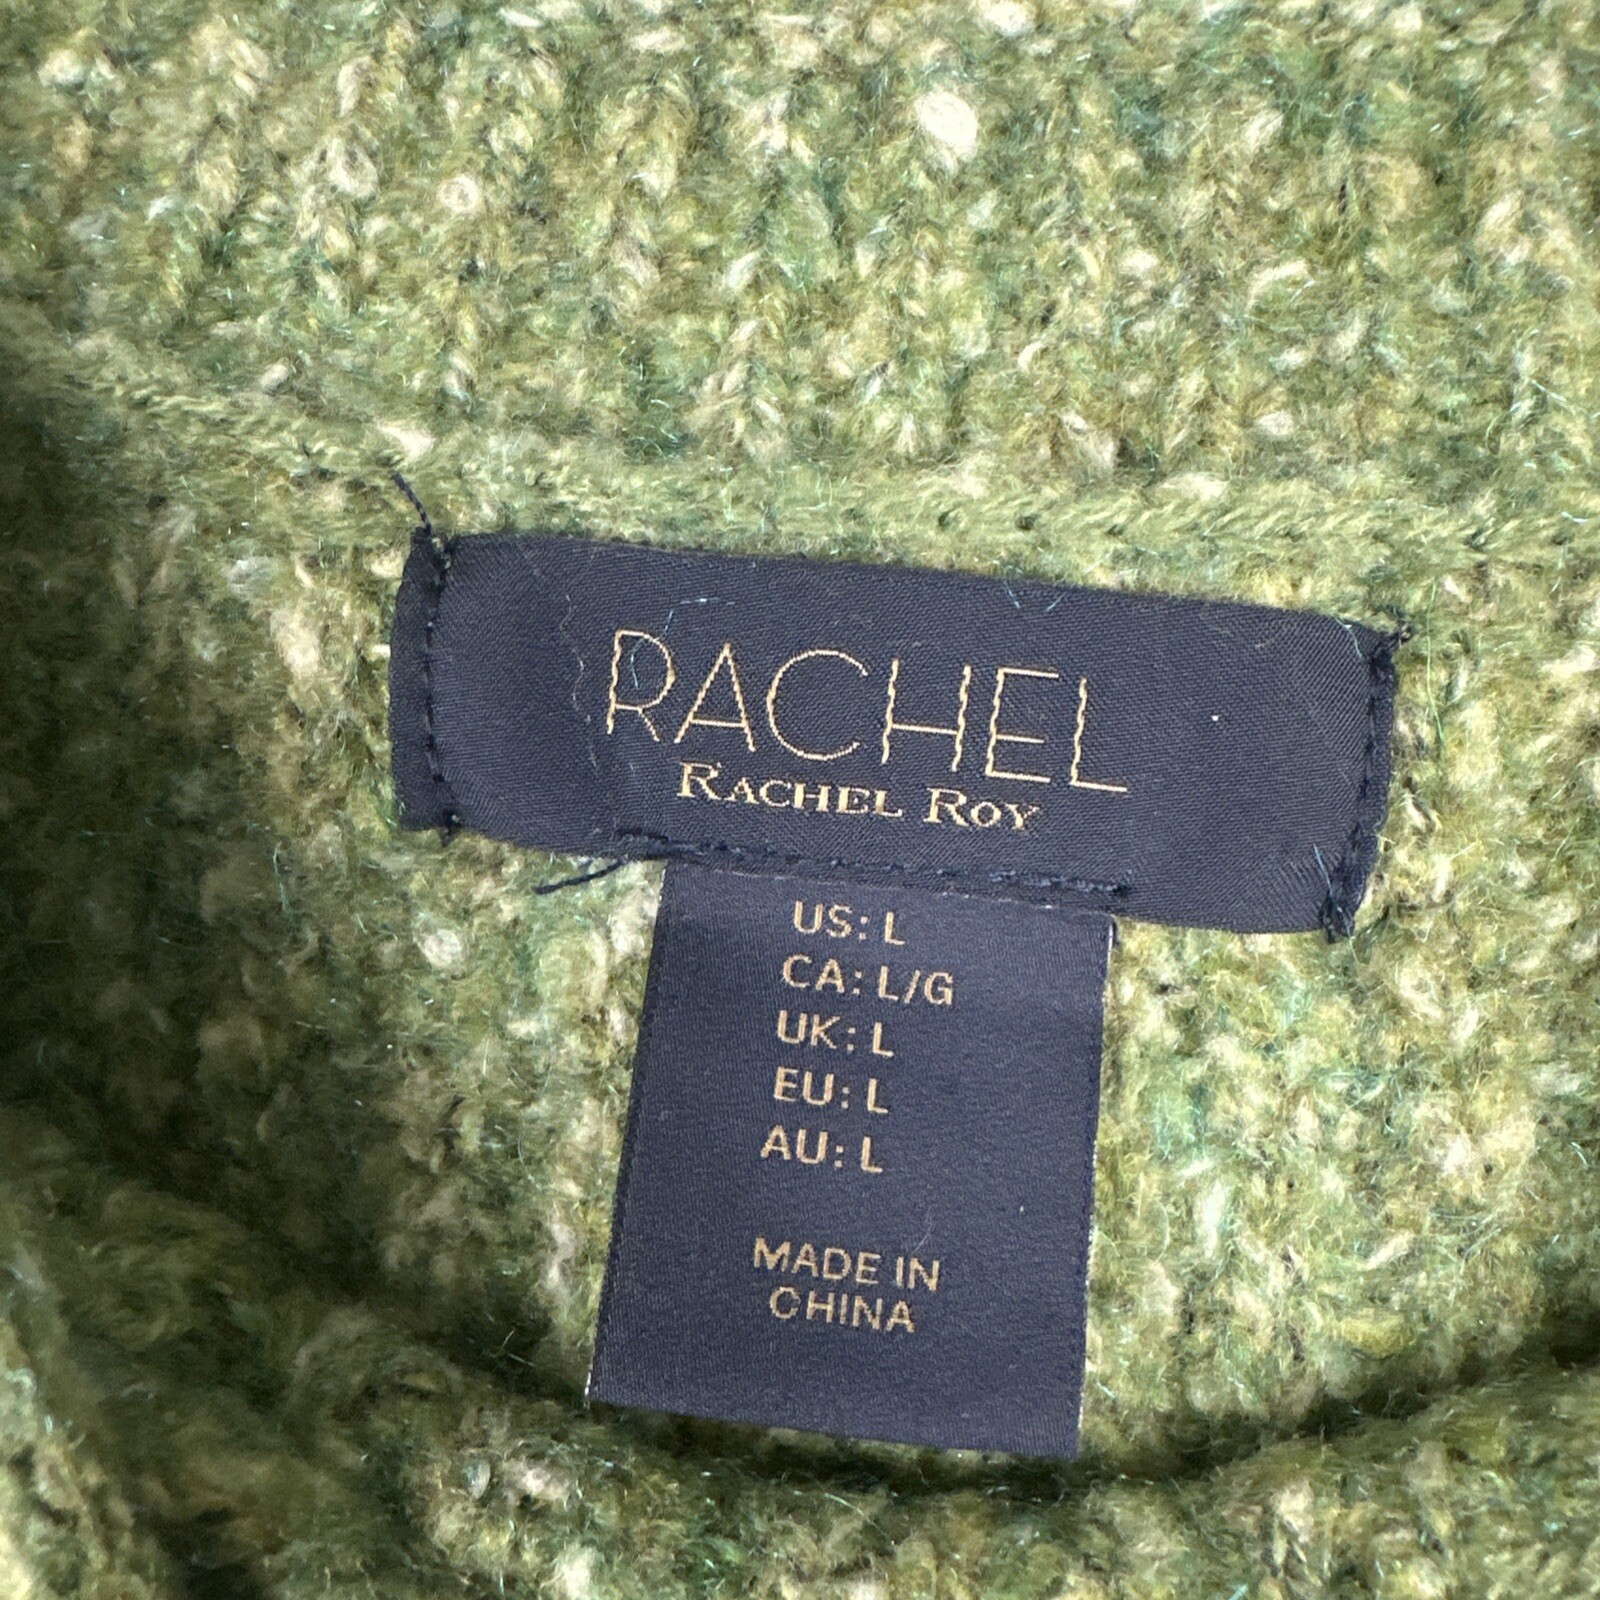 RACHEL
RACHEL ROY
US: L
CA: L/G
UK: L
EU: L
AU: L
MADE IN
CHINA